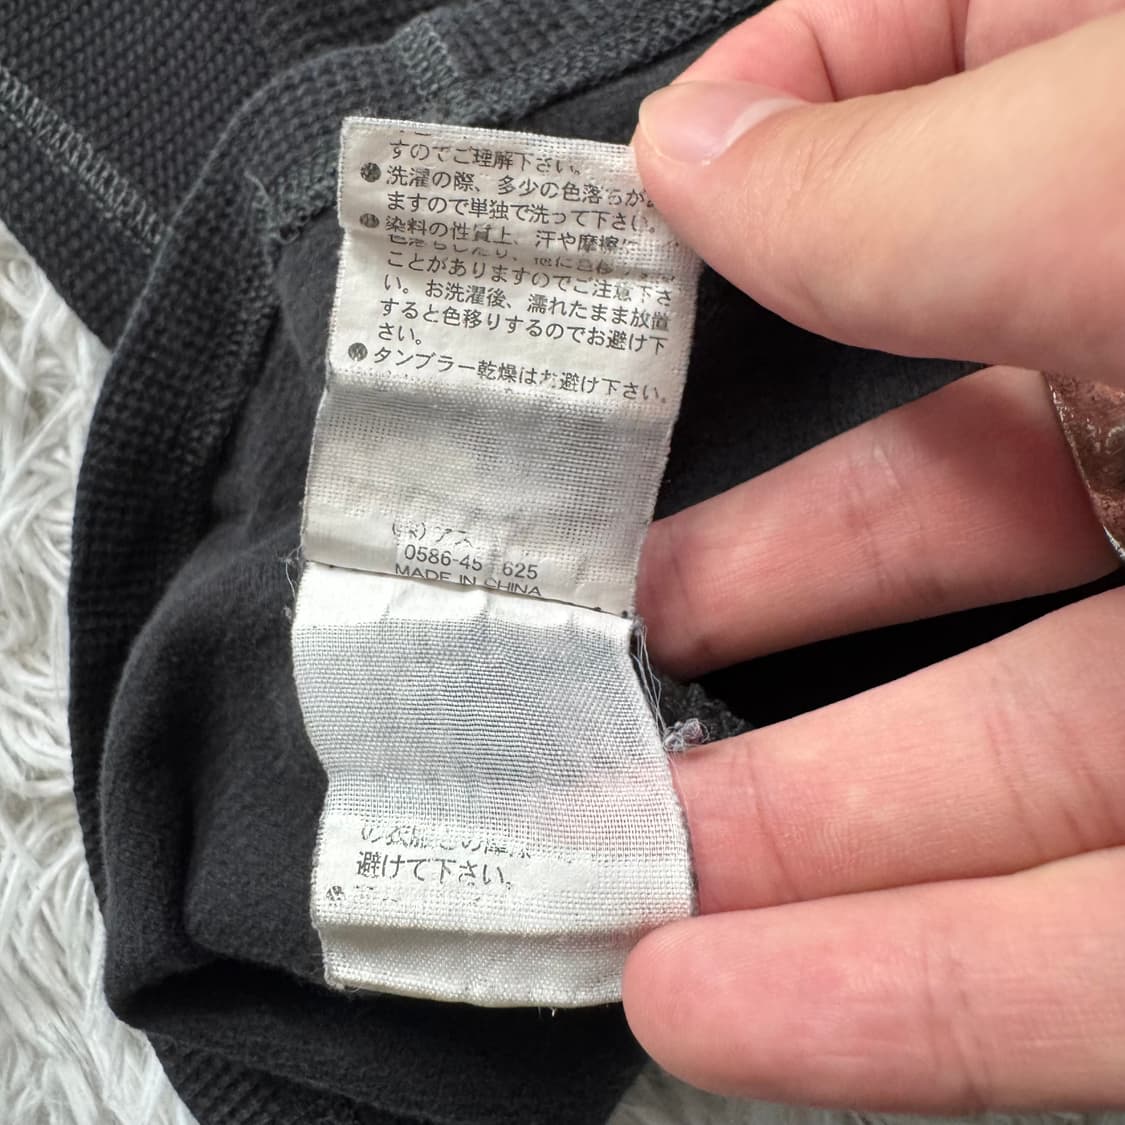 すのでご理解下さい。
●洗濯の際、多少の色落ちが
ますので単独で洗って下さい。
●染料の性質上、汗や摩擦
ことがありますのでご注意下さ
い。お洗濯後、濡れたまま放置
すると色移りするのでお避け下
さい。
●タンブラー乾燥はお避け下さい。
(株)アス
0586-45 625
MADE IN CHINA
避けて下さい。